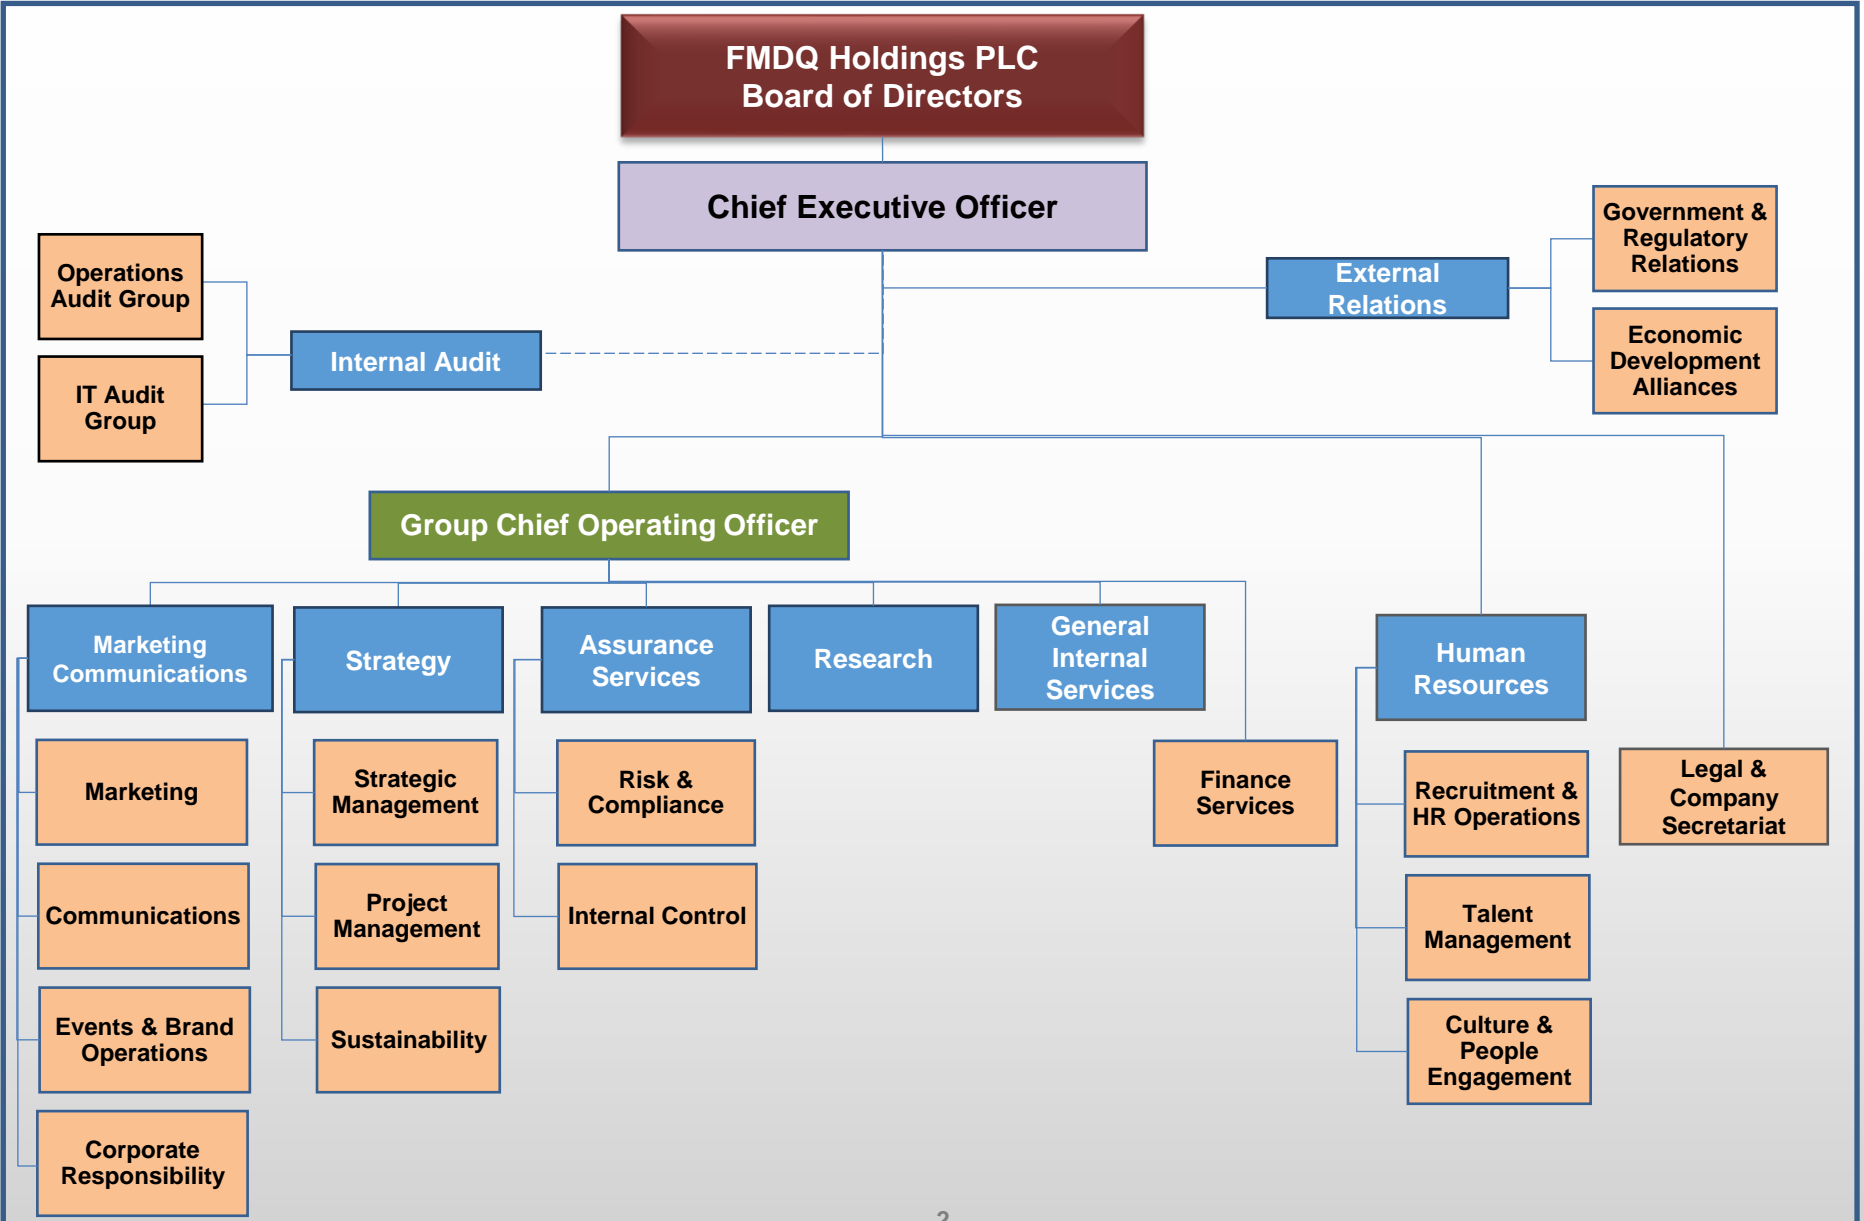 FMDQ Holdings PLC
Board of Directors
Chief Executive Officer
Government &
Regulatory
Relations
Operations
Audit Group
External
Relations
Economic
Development
Alliances
Internal Audit
IT Audit
Group
Group Chief Operating Officer
Marketing
Communications
Strategy
Assurance
Services
Research
General
Internal
Services
Human
Resources
Marketing
Strategic
Management
Risk &
Compliance
Finance
Services
Recruitment &
HR Operations
Legal &
Company
Secretariat
Communications
Project
Management
Internal Control
Talent
Management
Events & Brand
Operations
Sustainability
Culture &
People
Engagement
Corporate
Responsibility
2